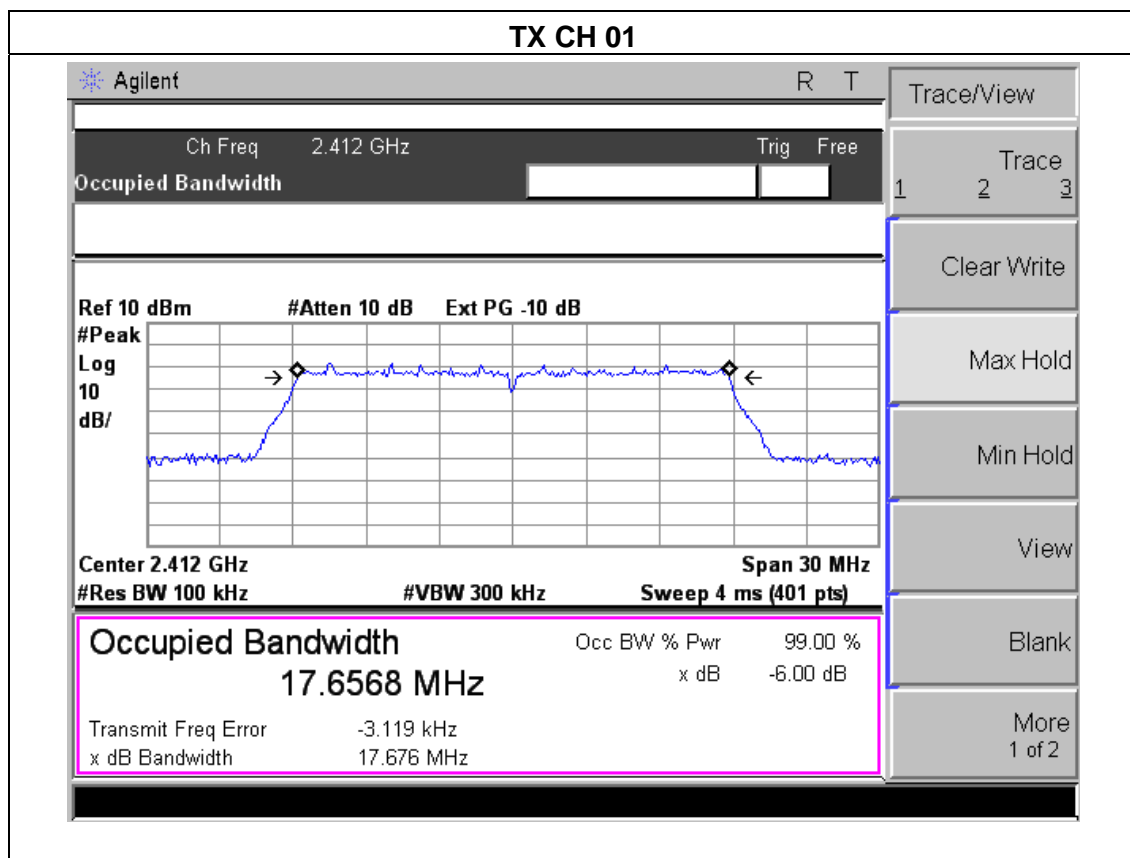 TX CH 01
Agilent R T
Trace/View
Ch Freq 2.412 GHz Trig Free
Occupied Bandwidth
Trace
1 2 3
Clear Write
Max Hold
Min Hold
View
Blank
More
1 of 2
Ref 10 dBm #Atten 10 dB Ext PG -10 dB
#Peak
Log
10
dB/
Center 2.412 GHz Span 30 MHz
#Res BW 100 kHz #VBW 300 kHz Sweep 4 ms (401 pts)
Occupied Bandwidth Occ BW % Pwr 99.00 %
17.6568 MHz x dB -6.00 dB
Transmit Freq Error -3.119 kHz
x dB Bandwidth 17.676 MHz